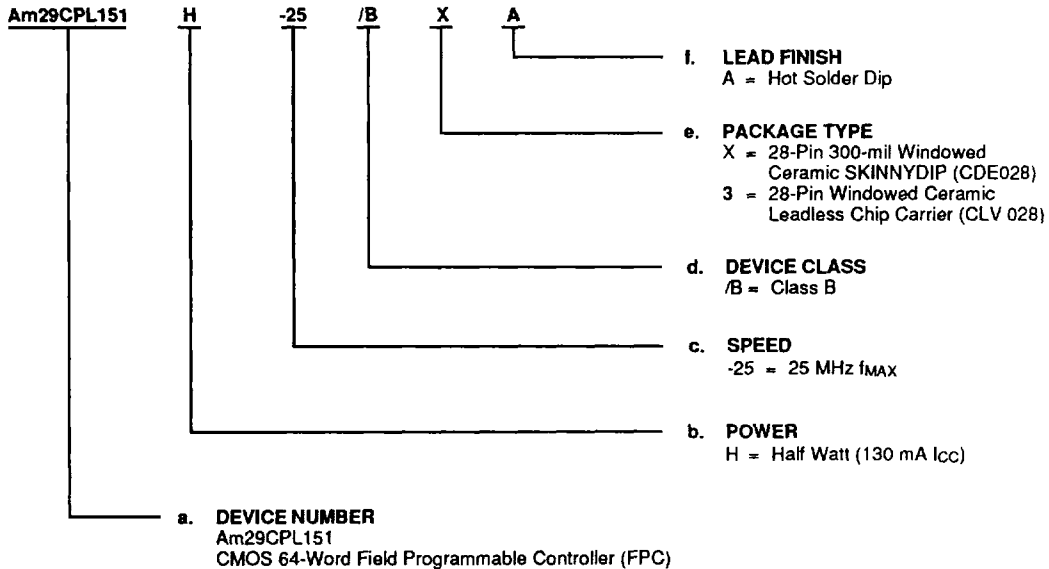 Am29CPL151 H -25 /B X A
f. LEAD FINISH
A = Hot Solder Dip
e. PACKAGE TYPE
X = 28-Pin 300-mil Windowed
Ceramic SKINNYDIP (CDE028)
3 = 28-Pin Windowed Ceramic
Leadless Chip Carrier (CLV 028)
d. DEVICE CLASS
/B = Class B
c. SPEED
-25 = 25 MHz fMAX
b. POWER
H = Half Watt (130 mA ICC)
a. DEVICE NUMBER
Am29CPL151
CMOS 64-Word Field Programmable Controller (FPC)